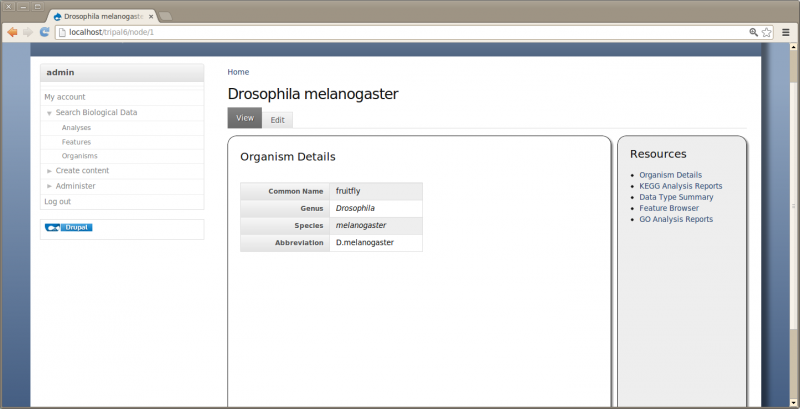 Drosophila melanogaste
localhost/tripal6/node/1
admin
My account
Search Biological Data
Analyses
Features
Organisms
Create content
Administer
Log out
Drupal
Home
Drosophila melanogaster
View
Edit
Organism Details
Common Name fruitfly
Genus Drosophila
Species melanogaster
Abbreviation D.melanogaster
Resources
Organism Details
KEGG Analysis Reports
Data Type Summary
Feature Browser
GO Analysis Reports